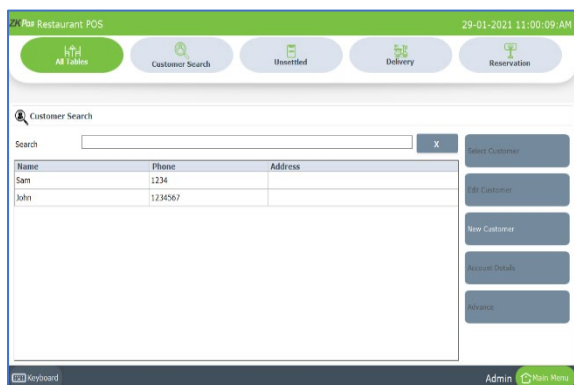 ZKPos Restaurant POS 29-01-2021 11:00:09:AM
All Tables Customer Search Unsettled Delivery Reservation
Customer Search
Search X
Select Customer
Name Phone Address
Sam 1234
Edit Customer
John 1234567
New Customer
Account Details
Advance
Keyboard Admin Main Menu